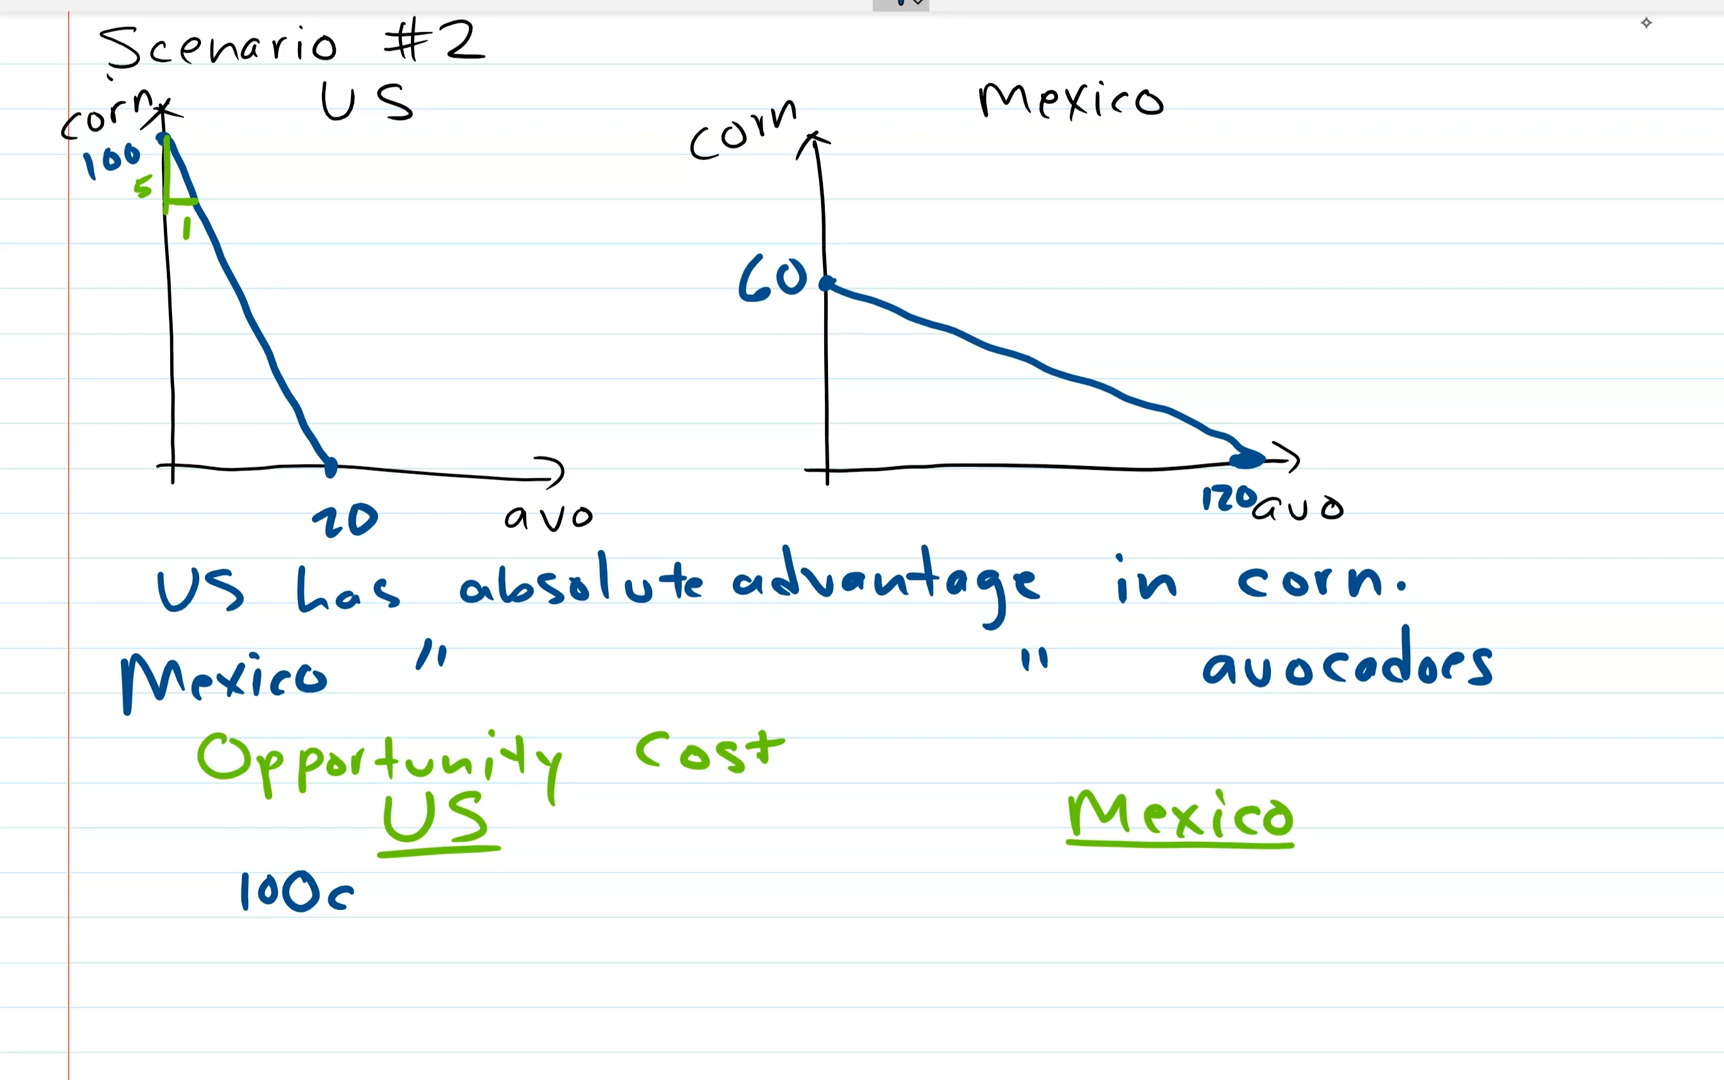 Scenario #2
US
Mexico
corn
corn
100
5
1
60
20
avo
120
avo
US has absolute advantage in corn.
Mexico " " avocadoes
Opportunity Cost
US
Mexico
100c